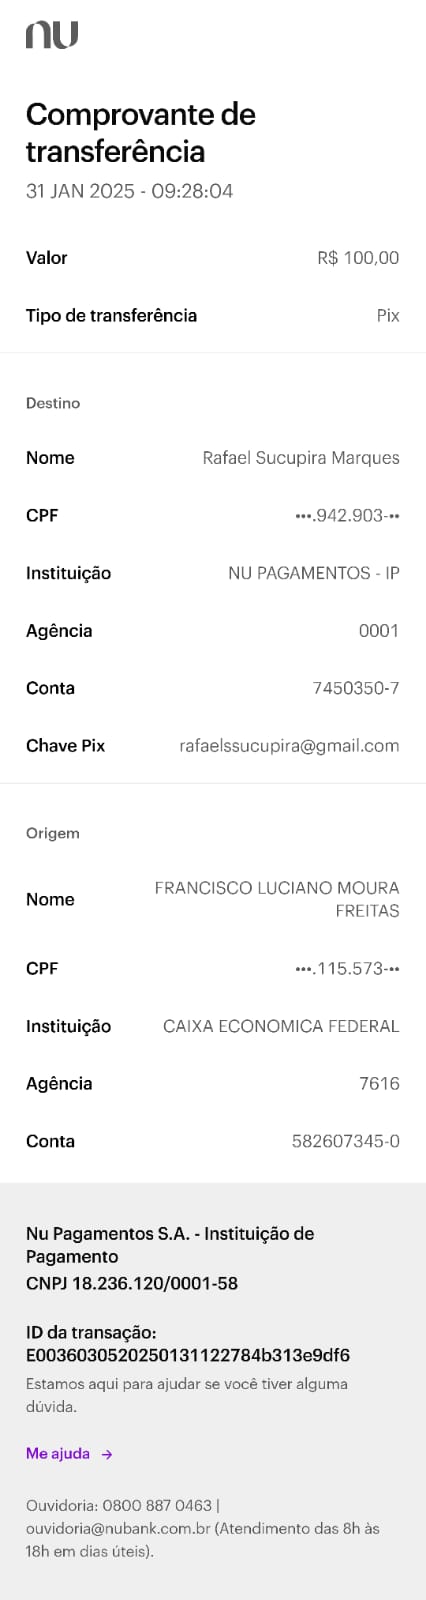 nu
Comprovante de
transferência
31 JAN 2025 - 09:28:04
Valor R$ 100,00
Tipo de transferência Pix
Destino
Nome Rafael Sucupira Marques
CPF •••.942.903-••
Instituição NU PAGAMENTOS - IP
Agência 0001
Conta 7450350-7
Chave Pix rafaelssucupira@gmail.com
Origem
Nome FRANCISCO LUCIANO MOURA
FREITAS
CPF •••.115.573-••
Instituição CAIXA ECONOMICA FEDERAL
Agência 7616
Conta 582607345-0
Nu Pagamentos S.A. - Instituição de
Pagamento
CNPJ 18.236.120/0001-58
ID da transação:
E0036030520250131122784b313e9df6
Estamos aqui para ajudar se você tiver alguma
dúvida.
Me ajuda →
Ouvidoria: 0800 887 0463 |
ouvidoria@nubank.com.br (Atendimento das 8h às
18h em dias úteis).